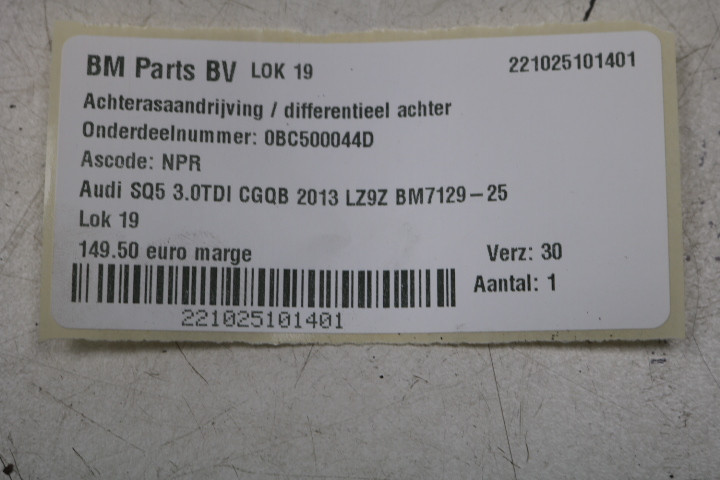 BM Parts BV LOK 19 221025101401
Achterasaandrijving / differentieel achter
Onderdeelnummer: 0BC500044D
Ascode: NPR
Audi SQ5 3.0TDI CGQB 2013 LZ9Z BM7129-25
Lok 19
149.50 euro marge Verz: 30
Aantal: 1
221025101401